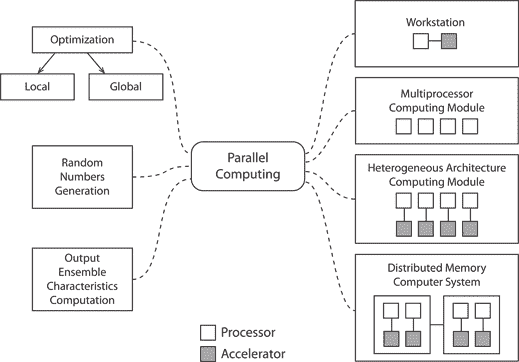 Optimization
Local
Global
Random
Numbers
Generation
Output
Ensemble
Characteristics
Computation
Parallel
Computing
Workstation
Multiprocessor
Computing Module
Heterogeneous Architecture
Computing Module
Distributed Memory
Computer System
Processor
Accelerator